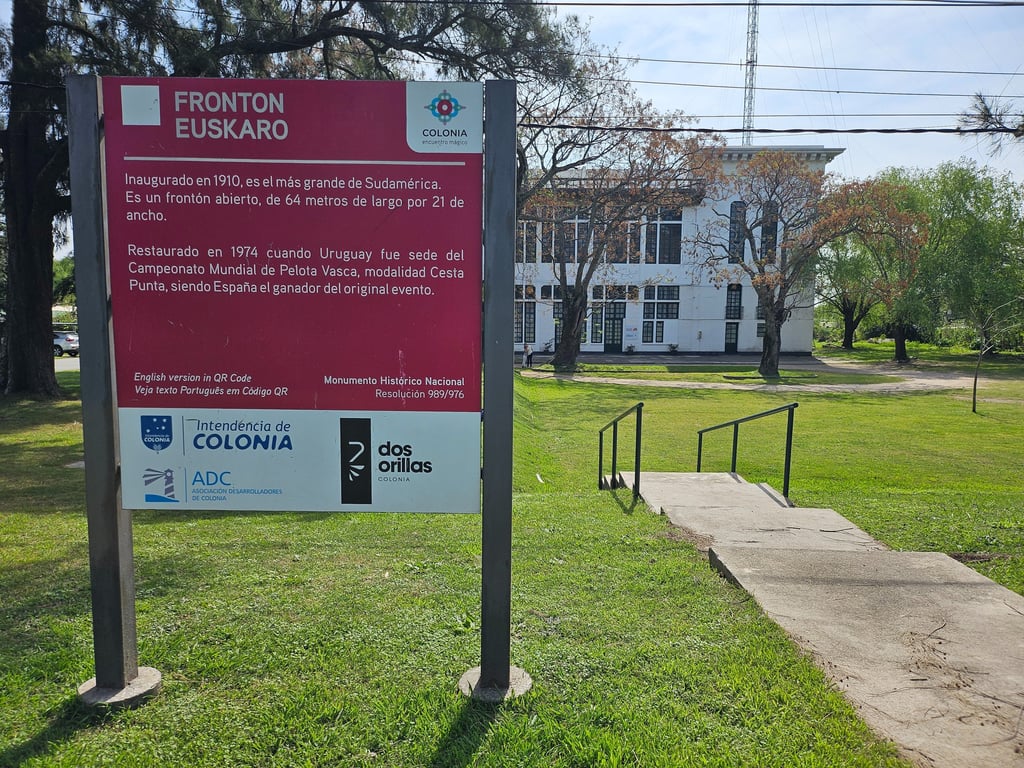 FRONTON
EUSKARO
COLONIA
encuentro mágico
Inaugurado en 1910, es el más grande de Sudamérica.
Es un frontón abierto, de 64 metros de largo por 21 de
ancho.
Restaurado en 1974 cuando Uruguay fue sede del
Campeonato Mundial de Pelota Vasca, modalidad Cesta
Punta, siendo España el ganador del original evento.
English version in QR Code
Veja texto Portugués em Código QR
Monumento Histórico Nacional
Resolución 989/976
Intendencia de
COLONIA
ADC
ASOCIACIÓN DESARROLLADORES
DE COLONIA
dos
orillas
COLONIA